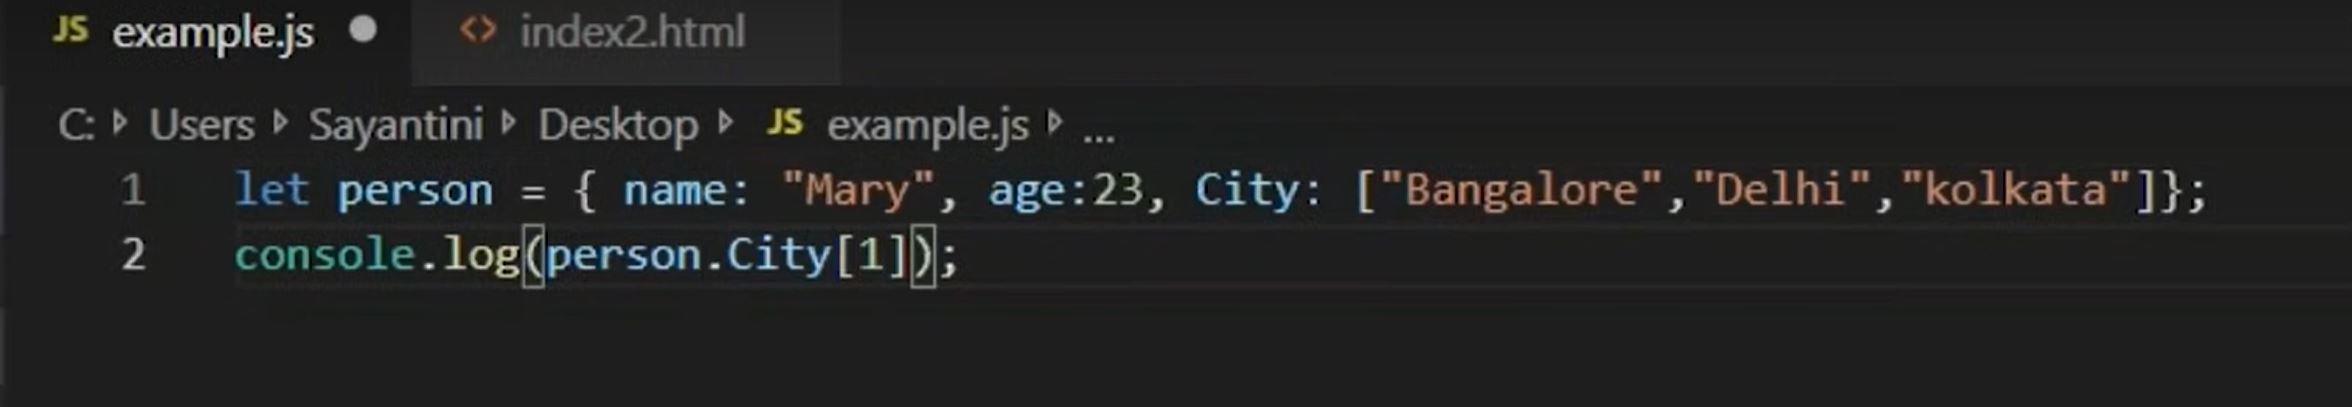 JS example.js index2.html
C: Users Sayantini Desktop JS example.js ...
1 let person = { name: "Mary", age:23, City: ["Bangalore","Delhi","kolkata"]};
2 console.log(person.City[1]);